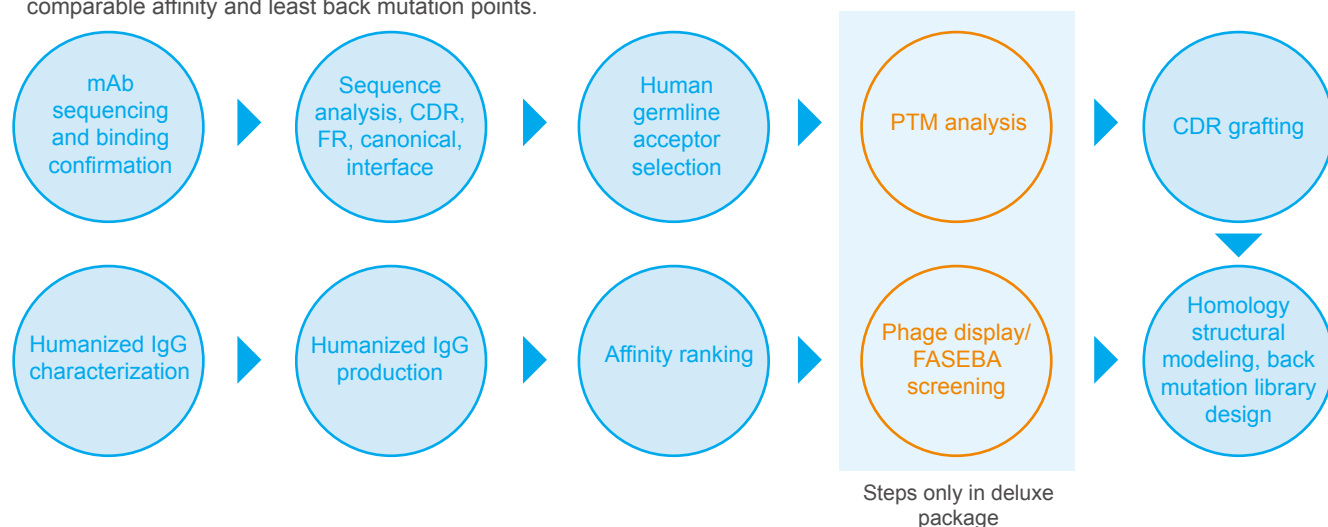 comparable affinity and least back mutation points.
mAb
sequencing
and binding
confirmation
Sequence
analysis, CDR,
FR, canonical,
interface
Human
germline
acceptor
selection
PTM analysis
CDR grafting
Humanized IgG
characterization
Humanized IgG
production
Affinity ranking
Phage display/
FASEBA
screening
Homology
structural
modeling, back
mutation library
design
Steps only in deluxe
package